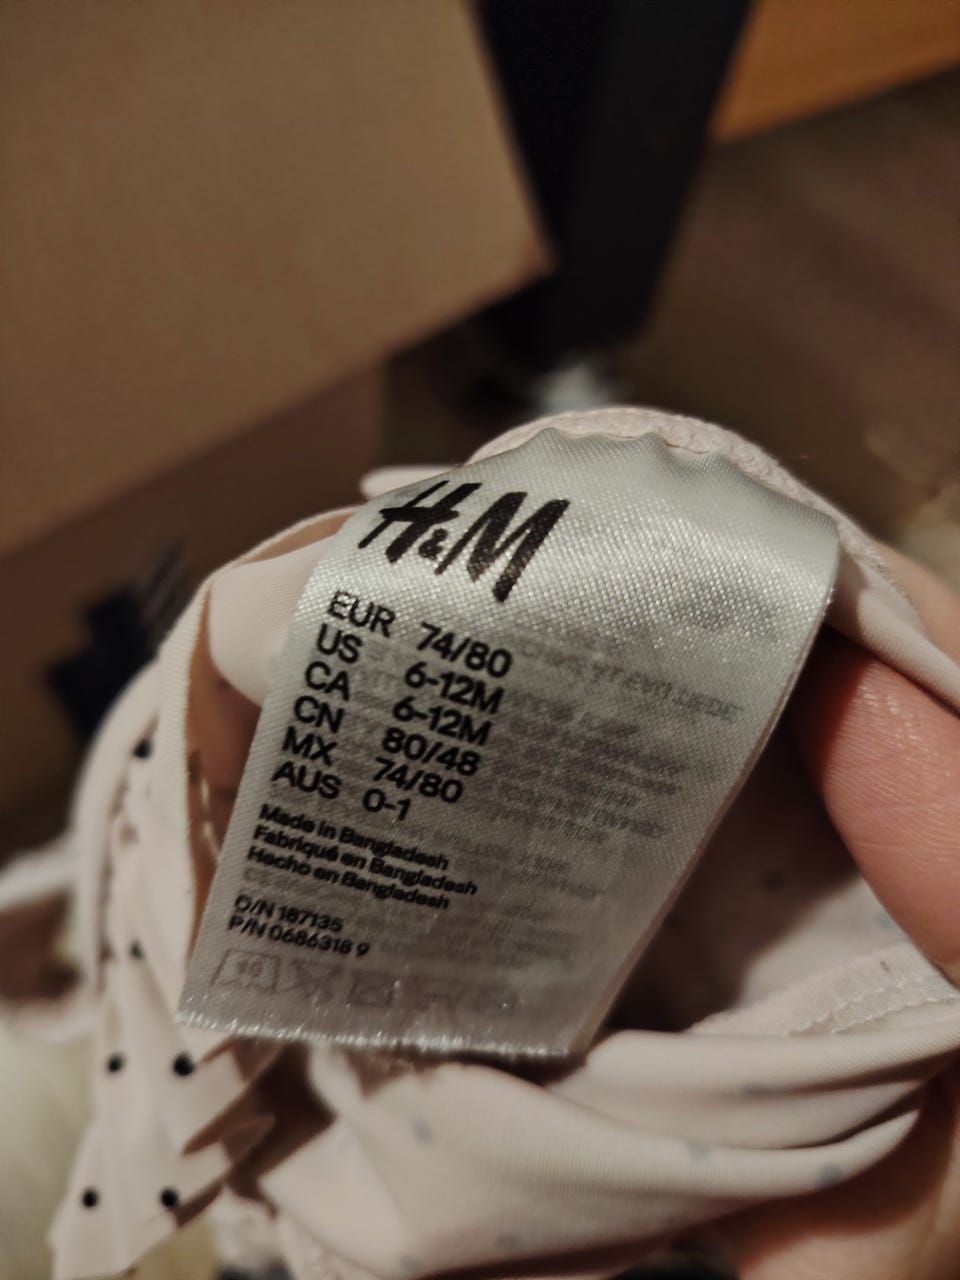 H&M
EUR 74/80
US 6-12M
CA 6-12M
CN 80/48
MX 74/80
AUS 0-1
Made in Bangladesh
Fabriqué en Bangladesh
Hecho en Bangladesh
O/N 187135
P/N 0686318 9